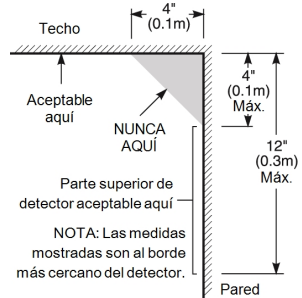 4"
(0.1m)
Techo
Aceptable
aquí
NUNCA
AQUÍ
4"
(0.1m)
Máx.
12"
(0.3m)
Máx.
Parte superior de
detector aceptable aquí
NOTA: Las medidas
mostradas son al borde
más cercano del detector.
Pared